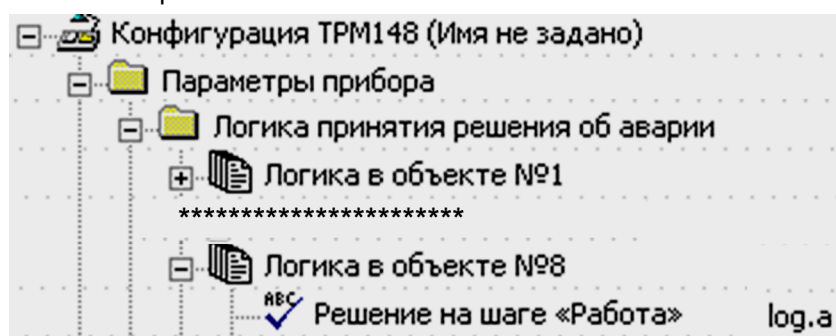 Конфигурация ТРМ148 (Имя не задано)
Параметры прибора
Логика принятия решения об аварии
Логика в объекте №1
***********************
Логика в объекте №8
ABC Решение на шаге «Работа» log.a